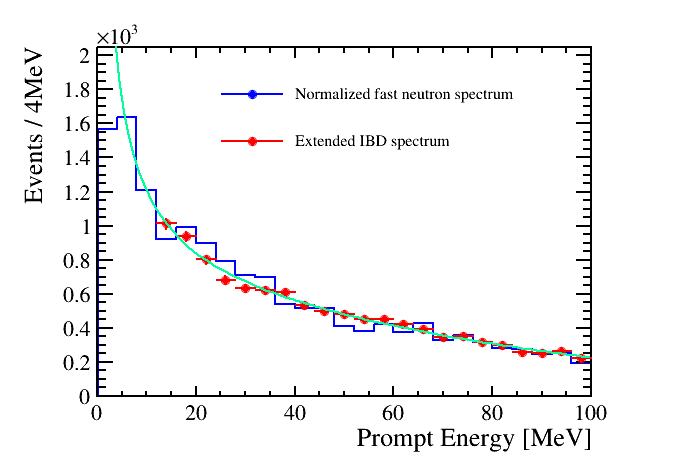 ×10³
2
1.8
1.6
1.4
1.2
1
0.8
0.6
0.4
0.2
0
Events / 4MeV
Normalized fast neutron spectrum
Extended IBD spectrum
0 20 40 60 80 100
Prompt Energy [MeV]